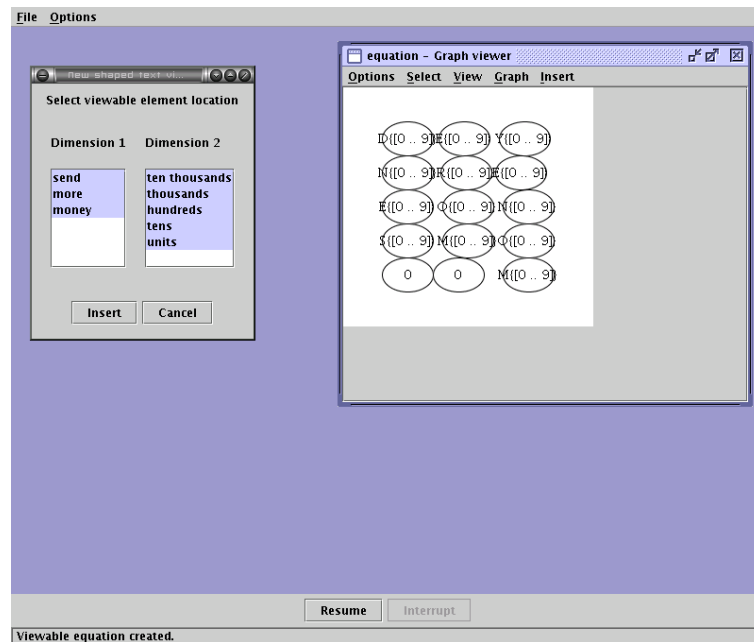 File Options
New shaped text vi...
Select viewable element location
Dimension 1 Dimension 2
send
more
money
ten thousands
thousands
hundreds
tens
units
Insert Cancel
equation - Graph viewer
Options Select View Graph Insert
D{[0 .. 9]} E{[0 .. 9]} Y{[0 .. 9]}
N{[0 .. 9]} R{[0 .. 9]} E{[0 .. 9]}
E{[0 .. 9]} O{[0 .. 9]} N{[0 .. 9]}
S{[0 .. 9]} M{[0 .. 9]} O{[0 .. 9]}
0 0 M{[0 .. 9]}
Resume Interrupt
Viewable equation created.